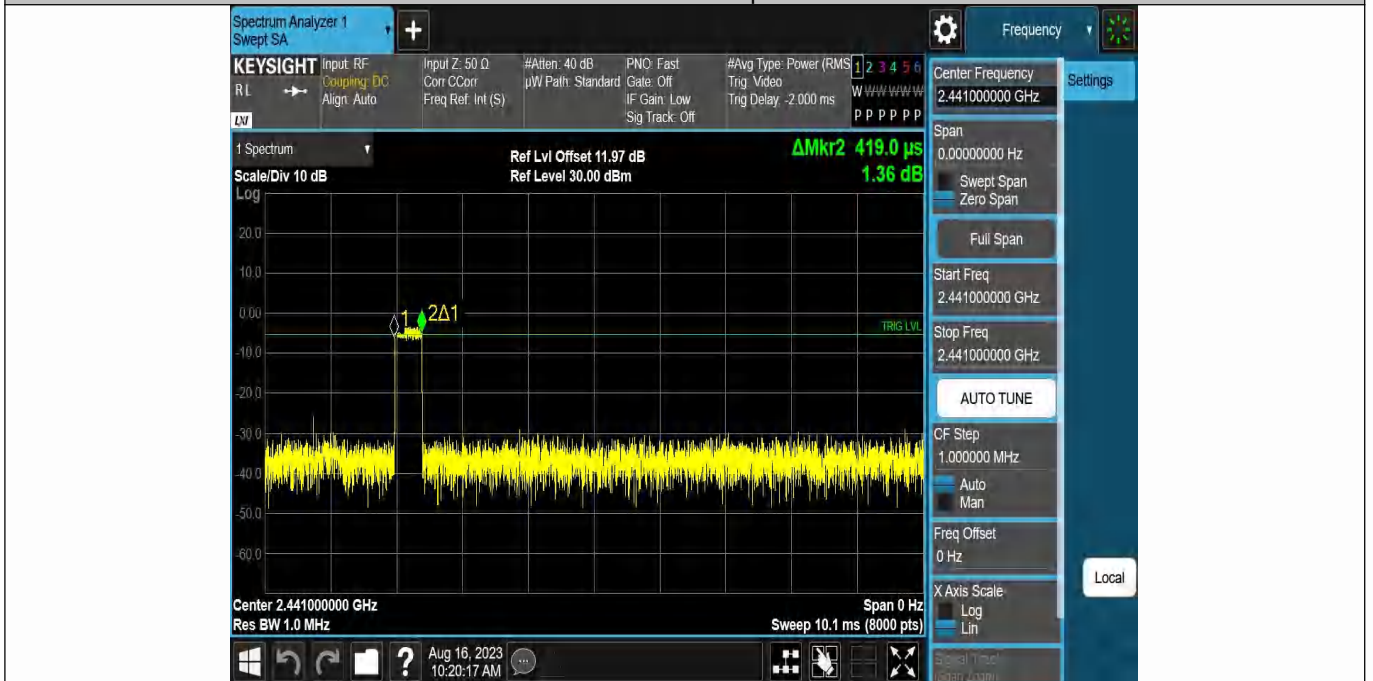 Spectrum Analyzer 1
Swept SA
+
Frequency
KEYSIGHT
RL
LXI
Input: RF
Coupling: DC
Align: Auto
Input Z: 50 Ω
Corr CCorr
Freq Ref: Int (S)
#Atten: 40 dB
µW Path: Standard
PNO: Fast
Gate: Off
IF Gain: Low
Sig Track: Off
#Avg Type: Power (RMS
Trig: Video
Trig Delay: -2.000 ms
1 2 3 4 5 6
W W W W W W
P P P P P P
Center Frequency
2.441000000 GHz
Settings
1 Spectrum
Scale/Div 10 dB
Log
Ref Lvl Offset 11.97 dB
Ref Level 30.00 dBm
ΔMkr2 419.0 µs
1.36 dB
Span
0.00000000 Hz
Swept Span
Zero Span
Full Span
Start Freq
2.441000000 GHz
Stop Freq
2.441000000 GHz
AUTO TUNE
CF Step
1.000000 MHz
Auto
Man
Freq Offset
0 Hz
X Axis Scale
Log
Lin
Local
20.0
10.0
0.00
-10.0
-20.0
-30.0
-40.0
-50.0
-60.0
1
2Δ1
TRIG LVL
Center 2.441000000 GHz
Res BW 1.0 MHz
Span 0 Hz
Sweep 10.1 ms (8000 pts)
?
Aug 16, 2023
10:20:17 AM